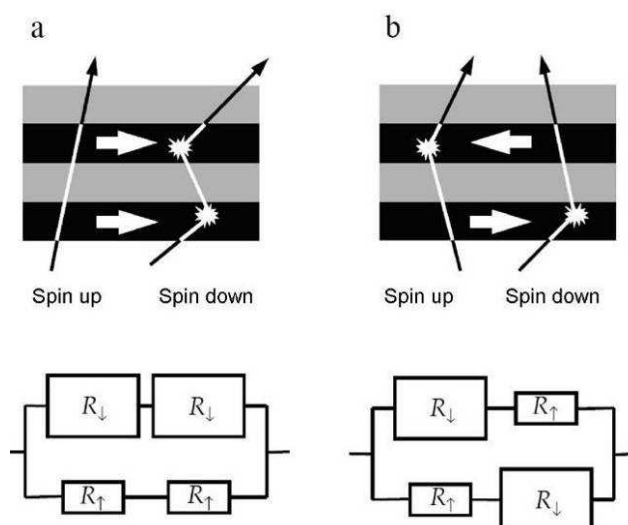 a b
Spin up Spin down Spin up Spin down
R↓ R↓ R↓ R↑
R↑ R↑ R↑ R↓